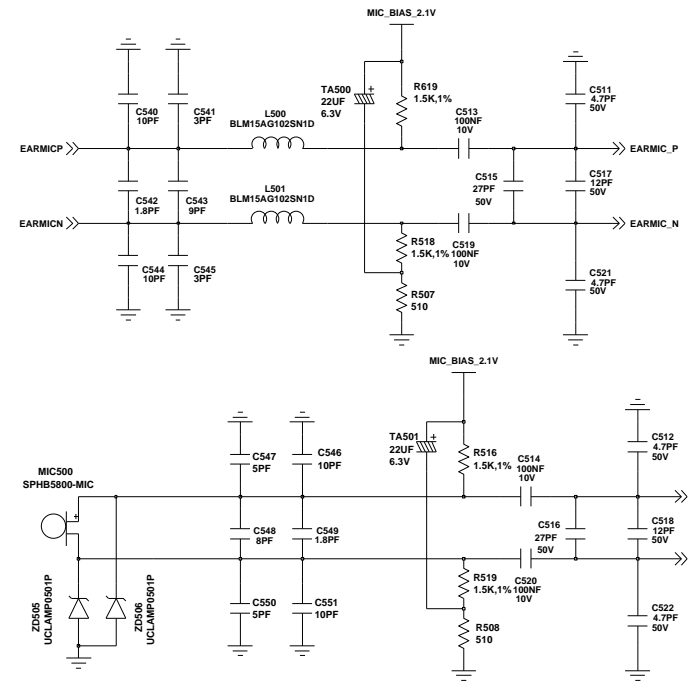 MIC_BIAS_2.1V
C540
10PF
C541
3PF
L500
BLM15AG102SN1D
TA500
22UF
6.3V
+
R619
1.5K,1%
C513
100NF
10V
C511
4.7PF
50V
EARMICP
EARMIC_P
C542
1.8PF
C543
9PF
L501
BLM15AG102SN1D
C515
27PF
50V
C517
12PF
50V
EARMICN
EARMIC_N
C544
10PF
C545
3PF
R518
1.5K,1%
C519
100NF
10V
R507
510
C521
4.7PF
50V
MIC_BIAS_2.1V
MIC500
SPHB5800-MIC
+
C547
5PF
C546
10PF
TA501
22UF
6.3V
+
R516
1.5K,1%
C514
100NF
10V
C512
4.7PF
50V
C548
8PF
C549
1.8PF
C516
27PF
50V
C518
12PF
50V
ZD505
UCLAMP0501P
ZD506
UCLAMP0501P
C550
5PF
C551
10PF
R519
1.5K,1%
C520
100NF
10V
R508
510
C522
4.7PF
50V